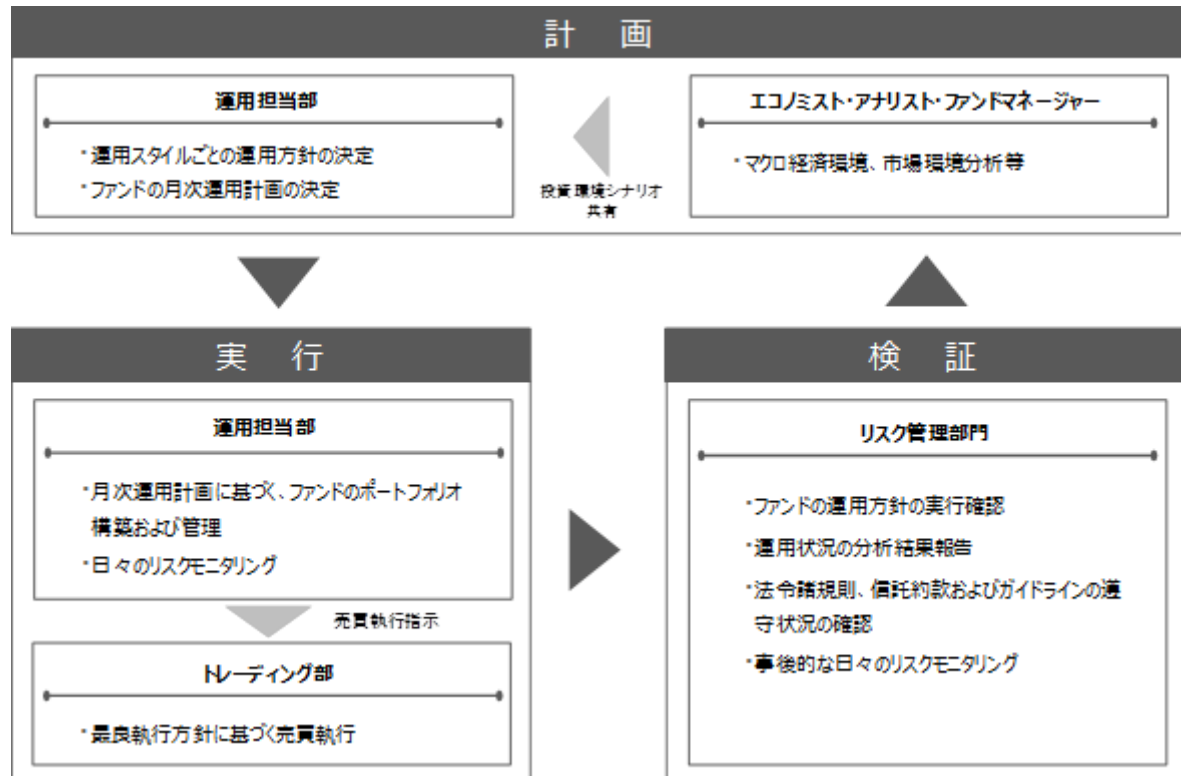 計 画
運用担当部
・運用スタイルごとの運用方針の決定
・ファンドの月次運用計画の決定
投資環境シナリオ
共有
エコノミスト・アナリスト・ファンドマネージャー
・マクロ経済環境、市場環境分析等
実 行
運用担当部
・月次運用計画に基づく、ファンドのポートフォリオ
構築および管理
・日々のリスクモニタリング
売買執行指示
トレーディング部
・最良執行方針に基づく売買執行
検 証
リスク管理部門
・ファンドの運用方針の実行確認
・運用状況の分析結果報告
・法令諸規則、信託約款およびガイドラインの遵
守状況の確認
・事後的な日々のリスクモニタリング